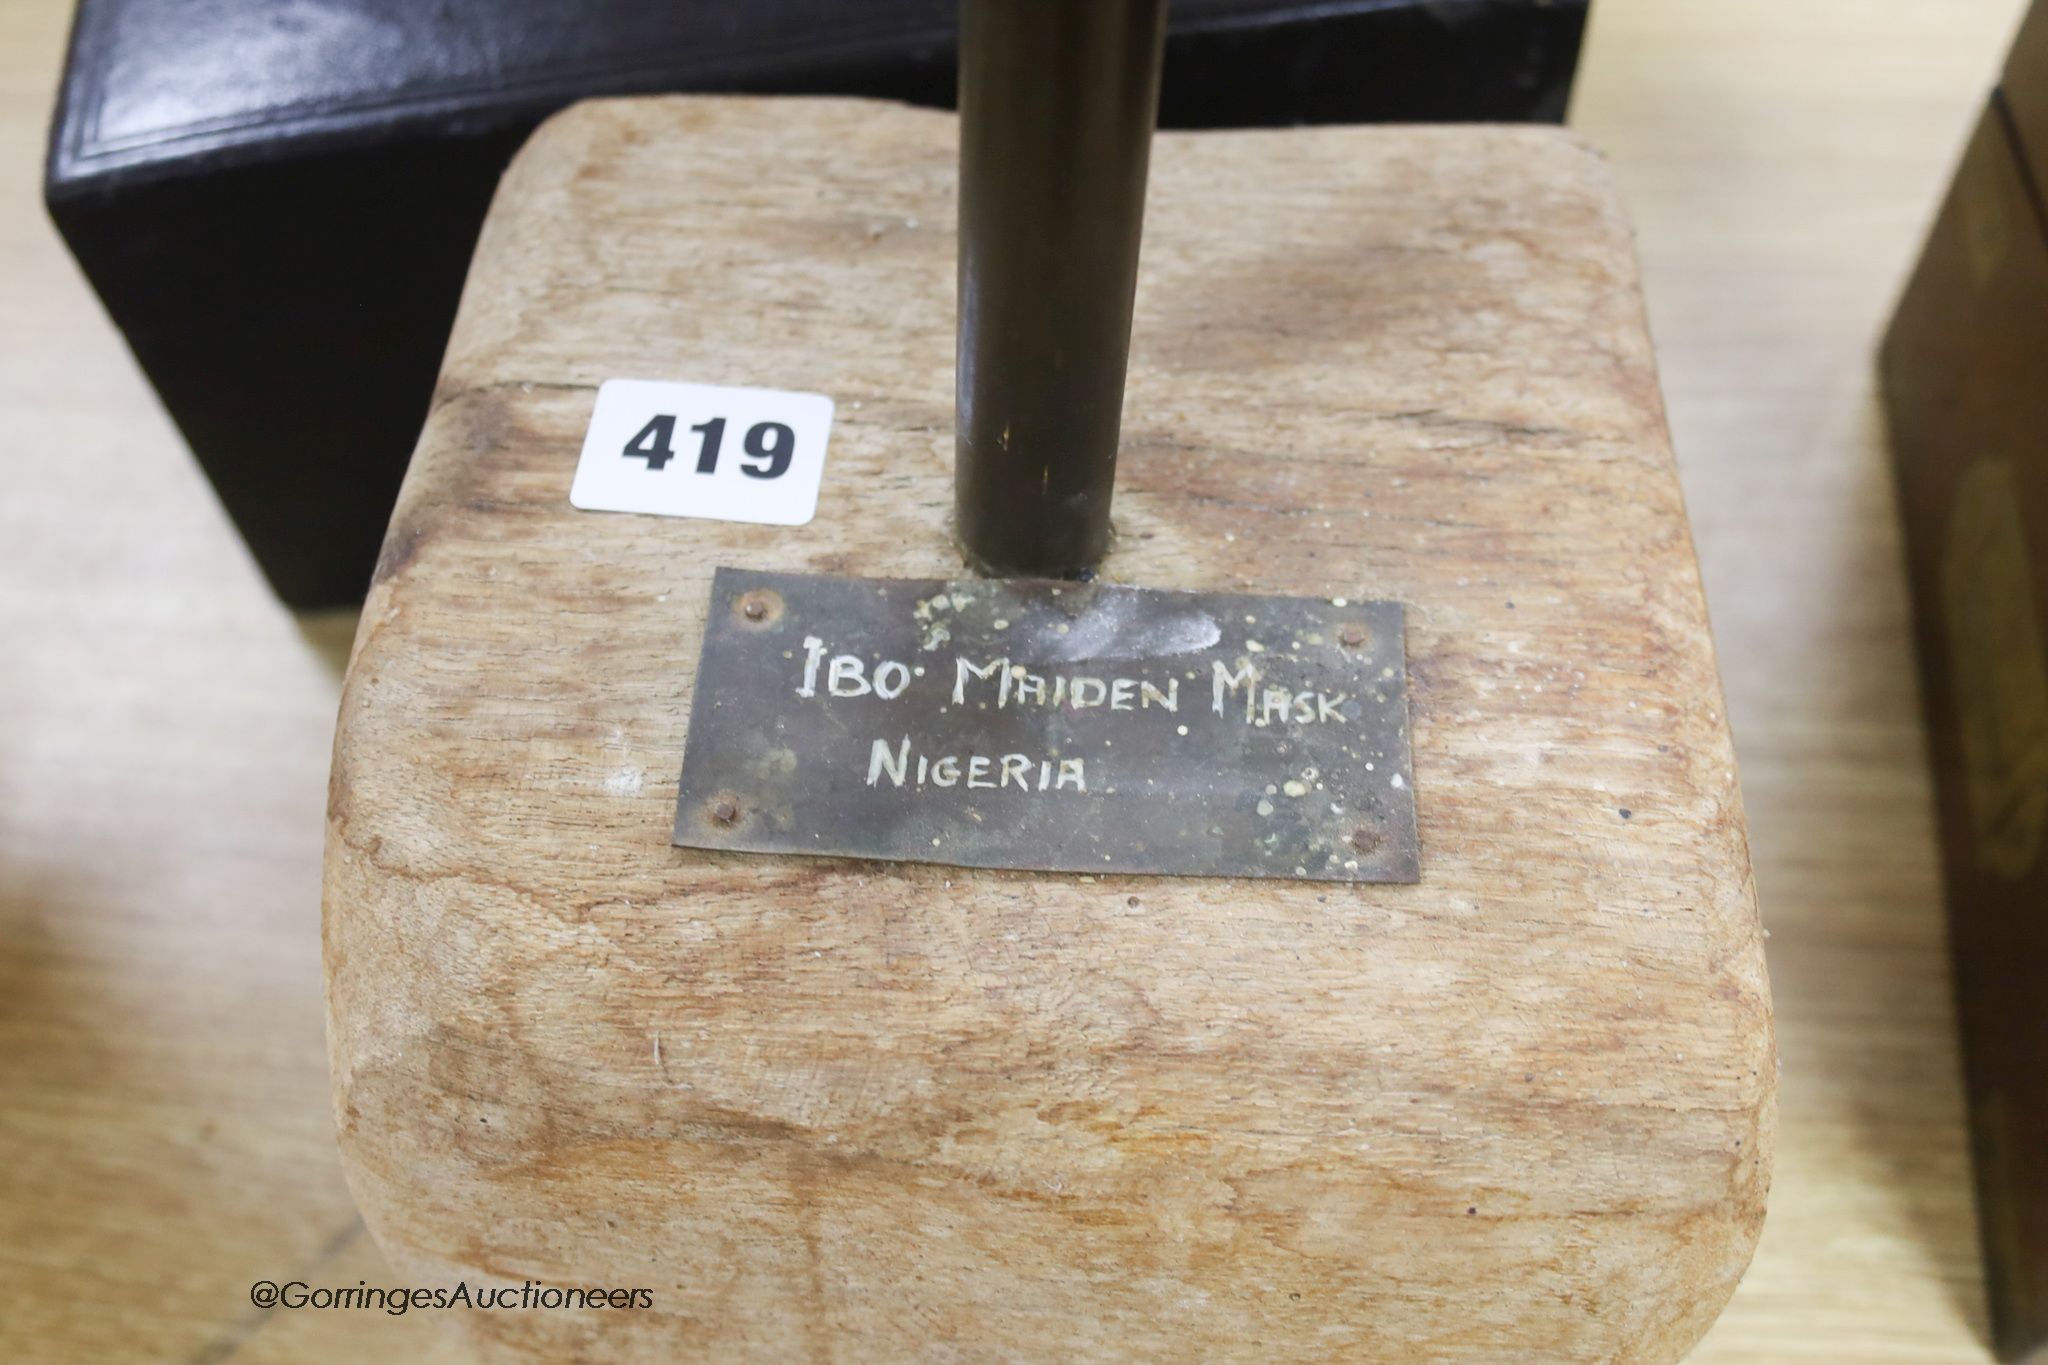 419
IBO MAIDEN MASK
NIGERIA
@GorringesAuctioneers